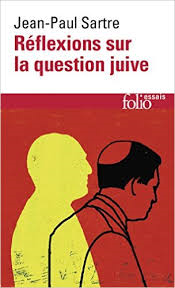 Jean-Paul Sartre
Réflexions sur
la question juive
essais
folio